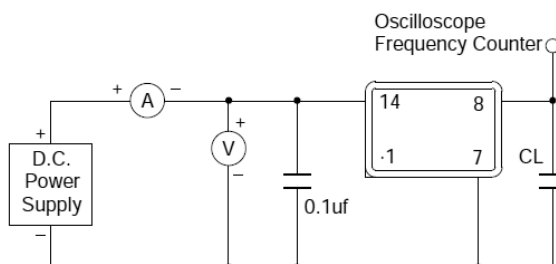 Oscilloscope
Frequency Counter
+ A −
14 8
+
+ V −
D.C.
Power
Supply
−
·1 7
CL
0.1uf